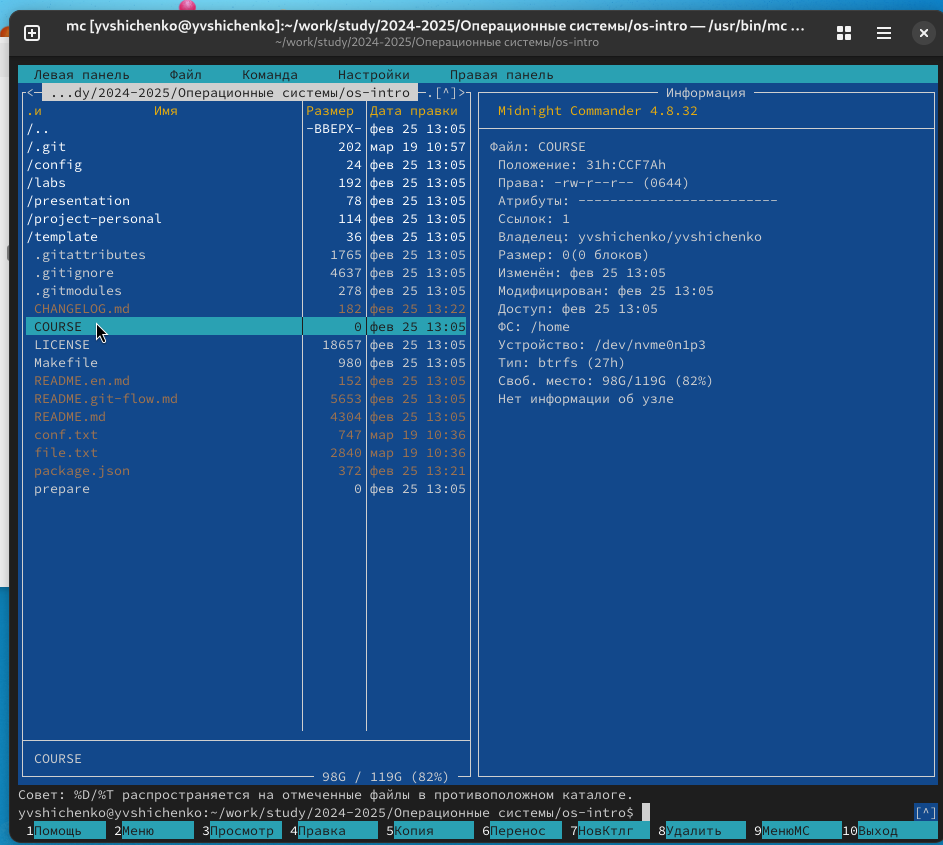 mc [yvshichenko@yvshichenko]:~/work/study/2024-2025/Операционные системы/os-intro — /usr/bin/mc ...
~/work/study/2024-2025/Операционные системы/os-intro
Левая панель Файл Команда Настройки Правая панель
<─ ...dy/2024-2025/Операционные системы/os-intro ─.[^]>
.и Имя Размер Дата правки
/.. -ВВЕРХ- фев 25 13:05
/.git 202 мар 19 10:57
/config 24 фев 25 13:05
/labs 192 фев 25 13:05
/presentation 78 фев 25 13:05
/project-personal 114 фев 25 13:05
/template 36 фев 25 13:05
.gitattributes 1765 фев 25 13:05
.gitignore 4637 фев 25 13:05
.gitmodules 278 фев 25 13:05
CHANGELOG.md 182 фев 25 13:22
COURSE 0 фев 25 13:05
LICENSE 18657 фев 25 13:05
Makefile 980 фев 25 13:05
README.en.md 152 фев 25 13:05
README.git-flow.md 5653 фев 25 13:05
README.md 4304 фев 25 13:05
conf.txt 747 мар 19 10:36
file.txt 2840 мар 19 10:36
package.json 372 фев 25 13:21
prepare 0 фев 25 13:05
COURSE
98G / 119G (82%)
Информация
Midnight Commander 4.8.32
Файл: COURSE
Положение: 31h:CCF7Ah
Права: -rw-r--r-- (0644)
Атрибуты: -------------------------
Ссылок: 1
Владелец: yvshichenko/yvshichenko
Размер: 0(0 блоков)
Изменён: фев 25 13:05
Модифицирован: фев 25 13:05
Доступ: фев 25 13:05
ФС: /home
Устройство: /dev/nvme0n1p3
Тип: btrfs (27h)
Своб. место: 98G/119G (82%)
Нет информации об узле
Совет: %D/%T распространяется на отмеченные файлы в противоположном каталоге.
yvshichenko@yvshichenko:~/work/study/2024-2025/Операционные системы/os-intro$ [^]
1Помощь 2Меню 3Просмотр 4Правка 5Копия 6Перенос 7НовКтлг 8Удалить 9МенюMC 10Выход